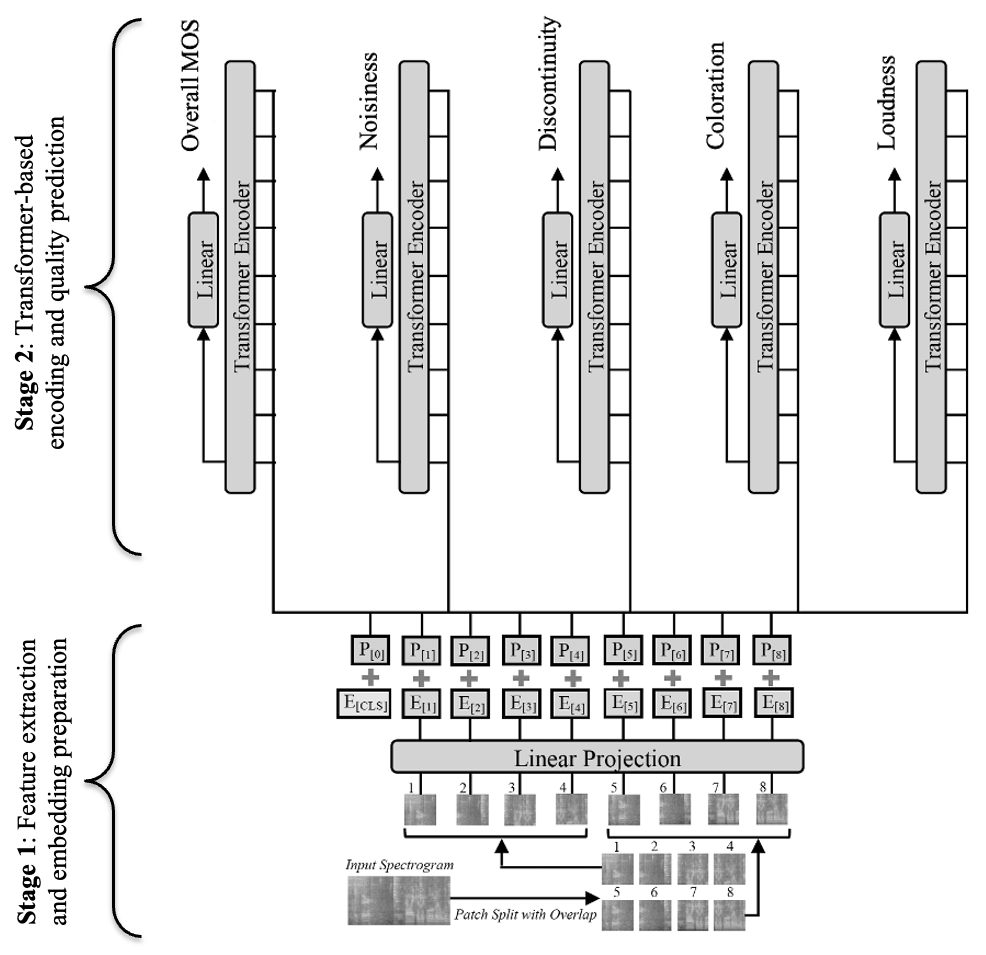 Stage 2: Transformer-based
encoding and quality prediction
Overall MOS
Noisiness
Discontinuity
Coloration
Loudness
Linear
Transformer Encoder
Linear
Transformer Encoder
Linear
Transformer Encoder
Linear
Transformer Encoder
Linear
Transformer Encoder
Stage 1: Feature extraction
and embedding preparation
P[0] P[1] P[2] P[3] P[4] P[5] P[6] P[7] P[8]
+ + + + + + + + +
E[CLS] E[1] E[2] E[3] E[4] E[5] E[6] E[7] E[8]
Linear Projection
1 2 3 4 5 6 7 8
Input Spectrogram
Patch Split with Overlap
1 2 3 4
5 6 7 8